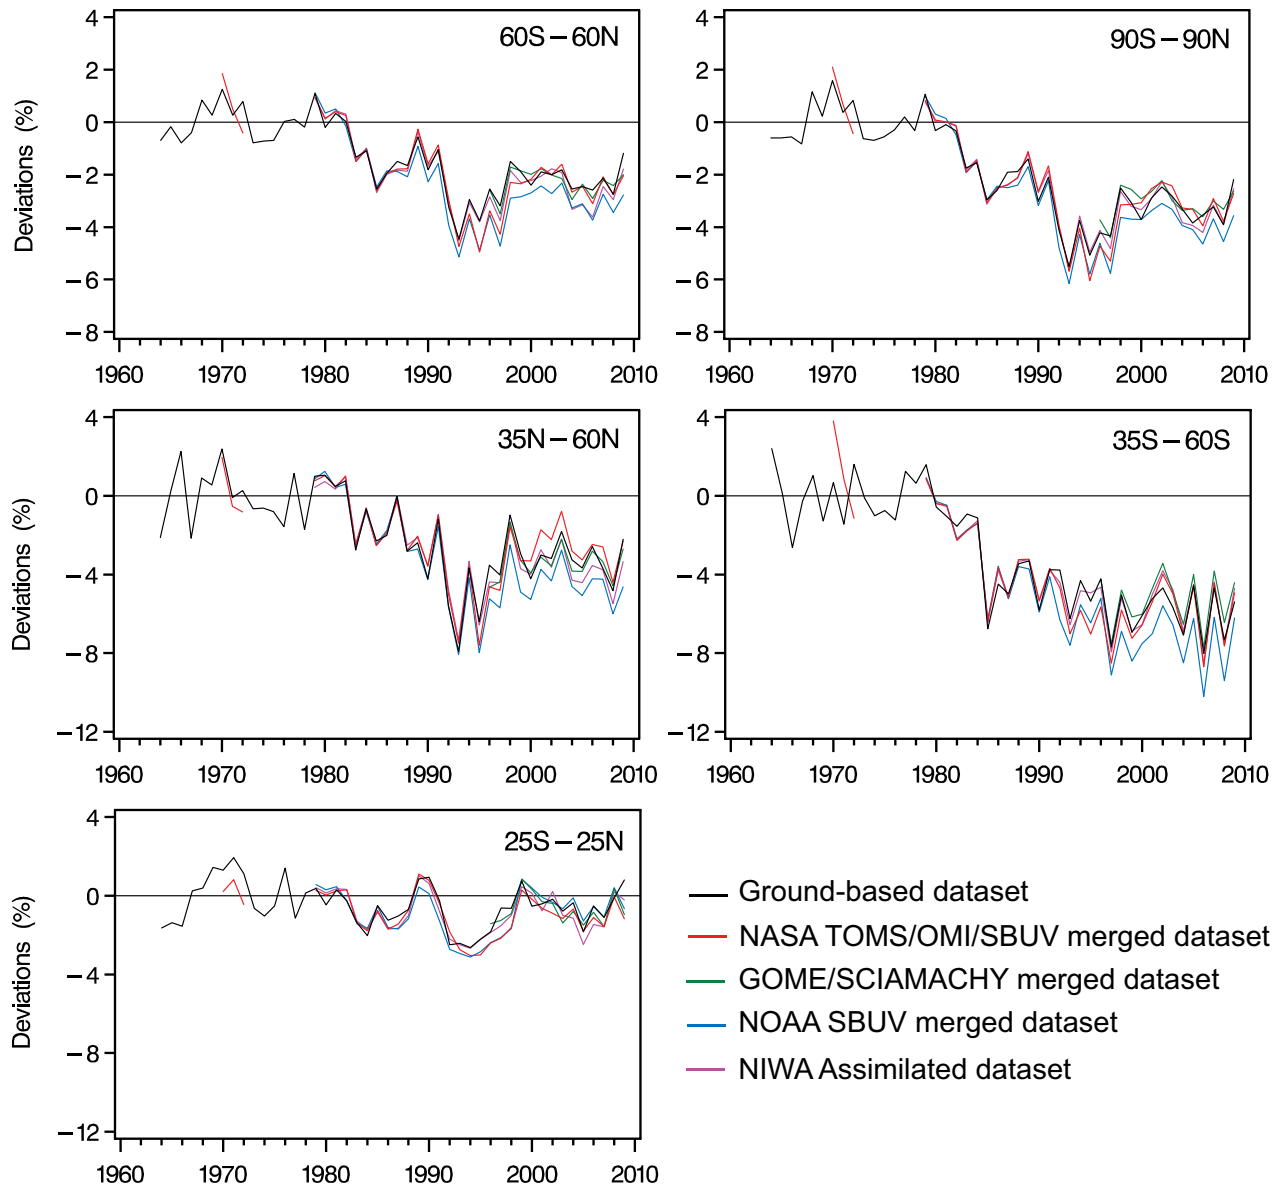 60S – 60N
4
2
0
– 2
– 4
– 6
– 8
Deviations (%)
1960 1970 1980 1990 2000 2010
90S – 90N
4
2
0
– 2
– 4
– 6
– 8
1960 1970 1980 1990 2000 2010
35N – 60N
4
0
– 4
– 8
– 12
Deviations (%)
1960 1970 1980 1990 2000 2010
35S – 60S
4
0
– 4
– 8
– 12
1960 1970 1980 1990 2000 2010
25S – 25N
4
0
– 4
– 8
– 12
Deviations (%)
1960 1970 1980 1990 2000 2010
Ground-based dataset
NASA TOMS/OMI/SBUV merged dataset
GOME/SCIAMACHY merged dataset
NOAA SBUV merged dataset
NIWA Assimilated dataset